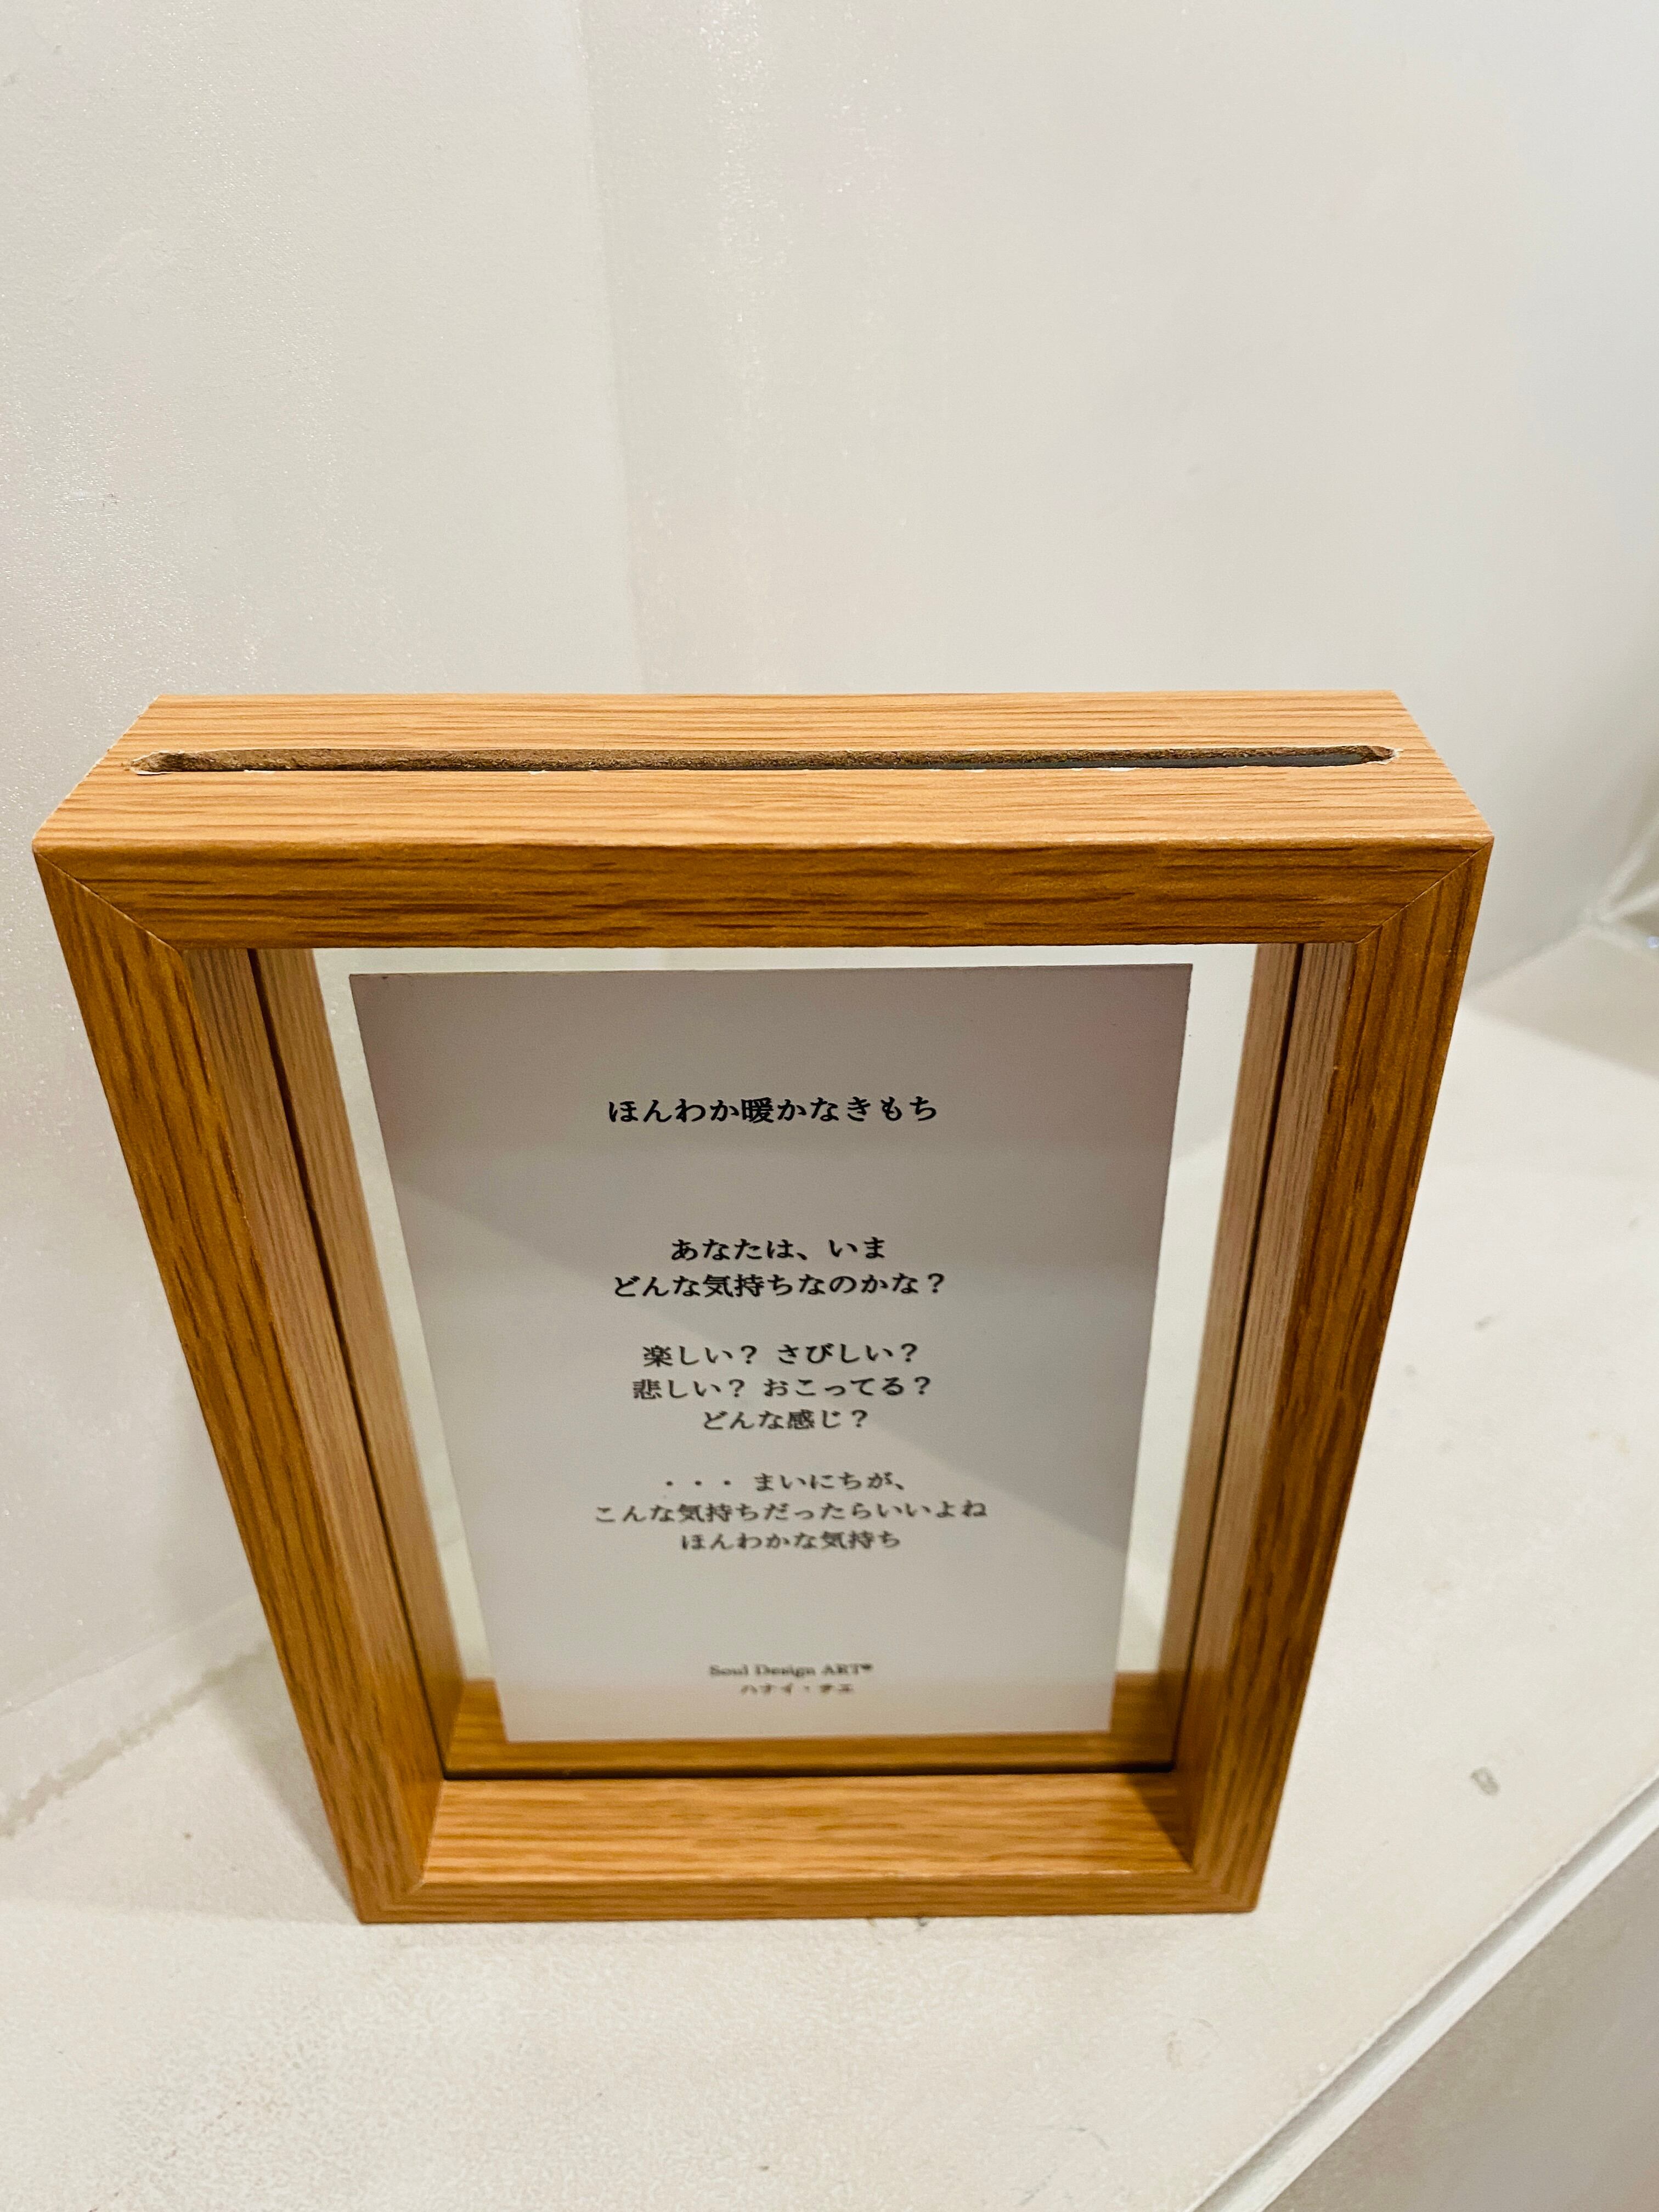 ほんわか暖かなきもち
あなたは、いま
どんな気持ちなのかな？
楽しい？ さびしい？
悲しい？ おこってる？
どんな感じ？
・・・ まいにちが、
こんな気持ちだったらいいよね
ほんわかな気持ち
Soul Design ART®